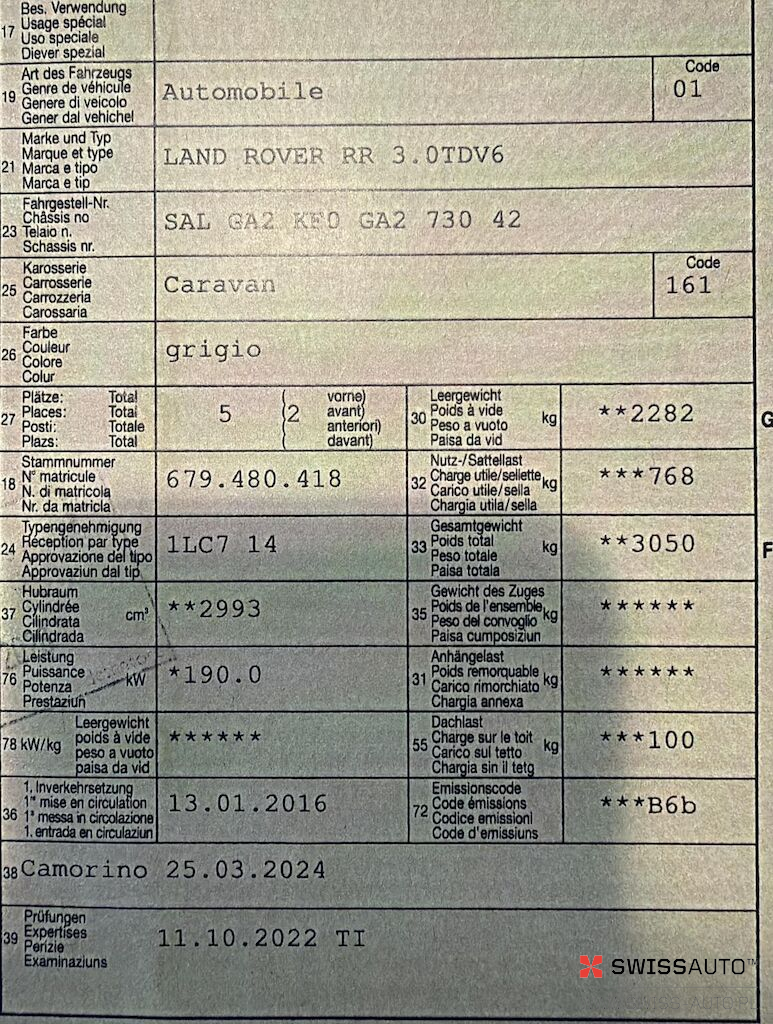 17 Bes. Verwendung
Usage spécial
Uso speciale
Diever spezial
19 Art des Fahrzeugs
Genre de véhicule
Genere di veicolo
Gener dal vehichel
Automobile
Code
01
21 Marke und Typ
Marque et type
Marca e tipo
Marca e tip
LAND ROVER RR 3.0TDV6
23 Fahrgestell-Nr.
Châssis no
Telaio n.
Schassis nr.
SAL GA2 KF0 GA2 730 42
25 Karosserie
Carrosserie
Carrozzeria
Carossaria
Caravan
Code
161
26 Farbe
Couleur
Colore
Colur
grigio
27 Plätze: Total
Places: Total
Posti: Totale
Plazs: Total
5 (2 vorne)
( avant)
( anteriori)
( davant)
30 Leergewicht
Poids à vide
Peso a vuoto
Paisa da vid
kg
**2282
G
18 Stammnummer
N° matricule
N. di matricola
Nr. da matricla
679.480.418
32 Nutz-/Sattellast
Charge utile/sellette
Carico utile/sella
Chargia utila/sella
kg
***768
24 Typengenehmigung
Réception par type
Approvazione del tipo
Approvaziun dal tip
1LC7 14
33 Gesamtgewicht
Poids total
Peso totale
Paisa totala
kg
**3050
F
37 Hubraum
Cylindrée
Cilindrata
Cilindrada
cm³
**2993
35 Gewicht des Zuges
Poids de l'ensemble
Peso del convoglio
Paisa cumposiziun
kg
******
76 Leistung
Puissance
Potenza
Prestaziun
kW
*190.0
31 Anhängelast
Poids remorquable
Carico rimorchiato
Chargia annexa
kg
******
78 kW/kg
Leergewicht
poids à vide
peso a vuoto
paisa da vid
******
55 Dachlast
Charge sur le toit
Carico sul tetto
Chargia sin il tetg
kg
***100
36 1. Inverkehrsetzung
1re mise en circulation
1a messa in circolazione
1. entrada en circulaziun
13.01.2016
72 Emissionscode
Code émissions
Codice emissioni
Code d'emissiuns
***B6b
38 Camorino 25.03.2024
39 Prüfungen
Expertises
Perizie
Examinaziuns
11.10.2022 TI
SWISSAUTO™